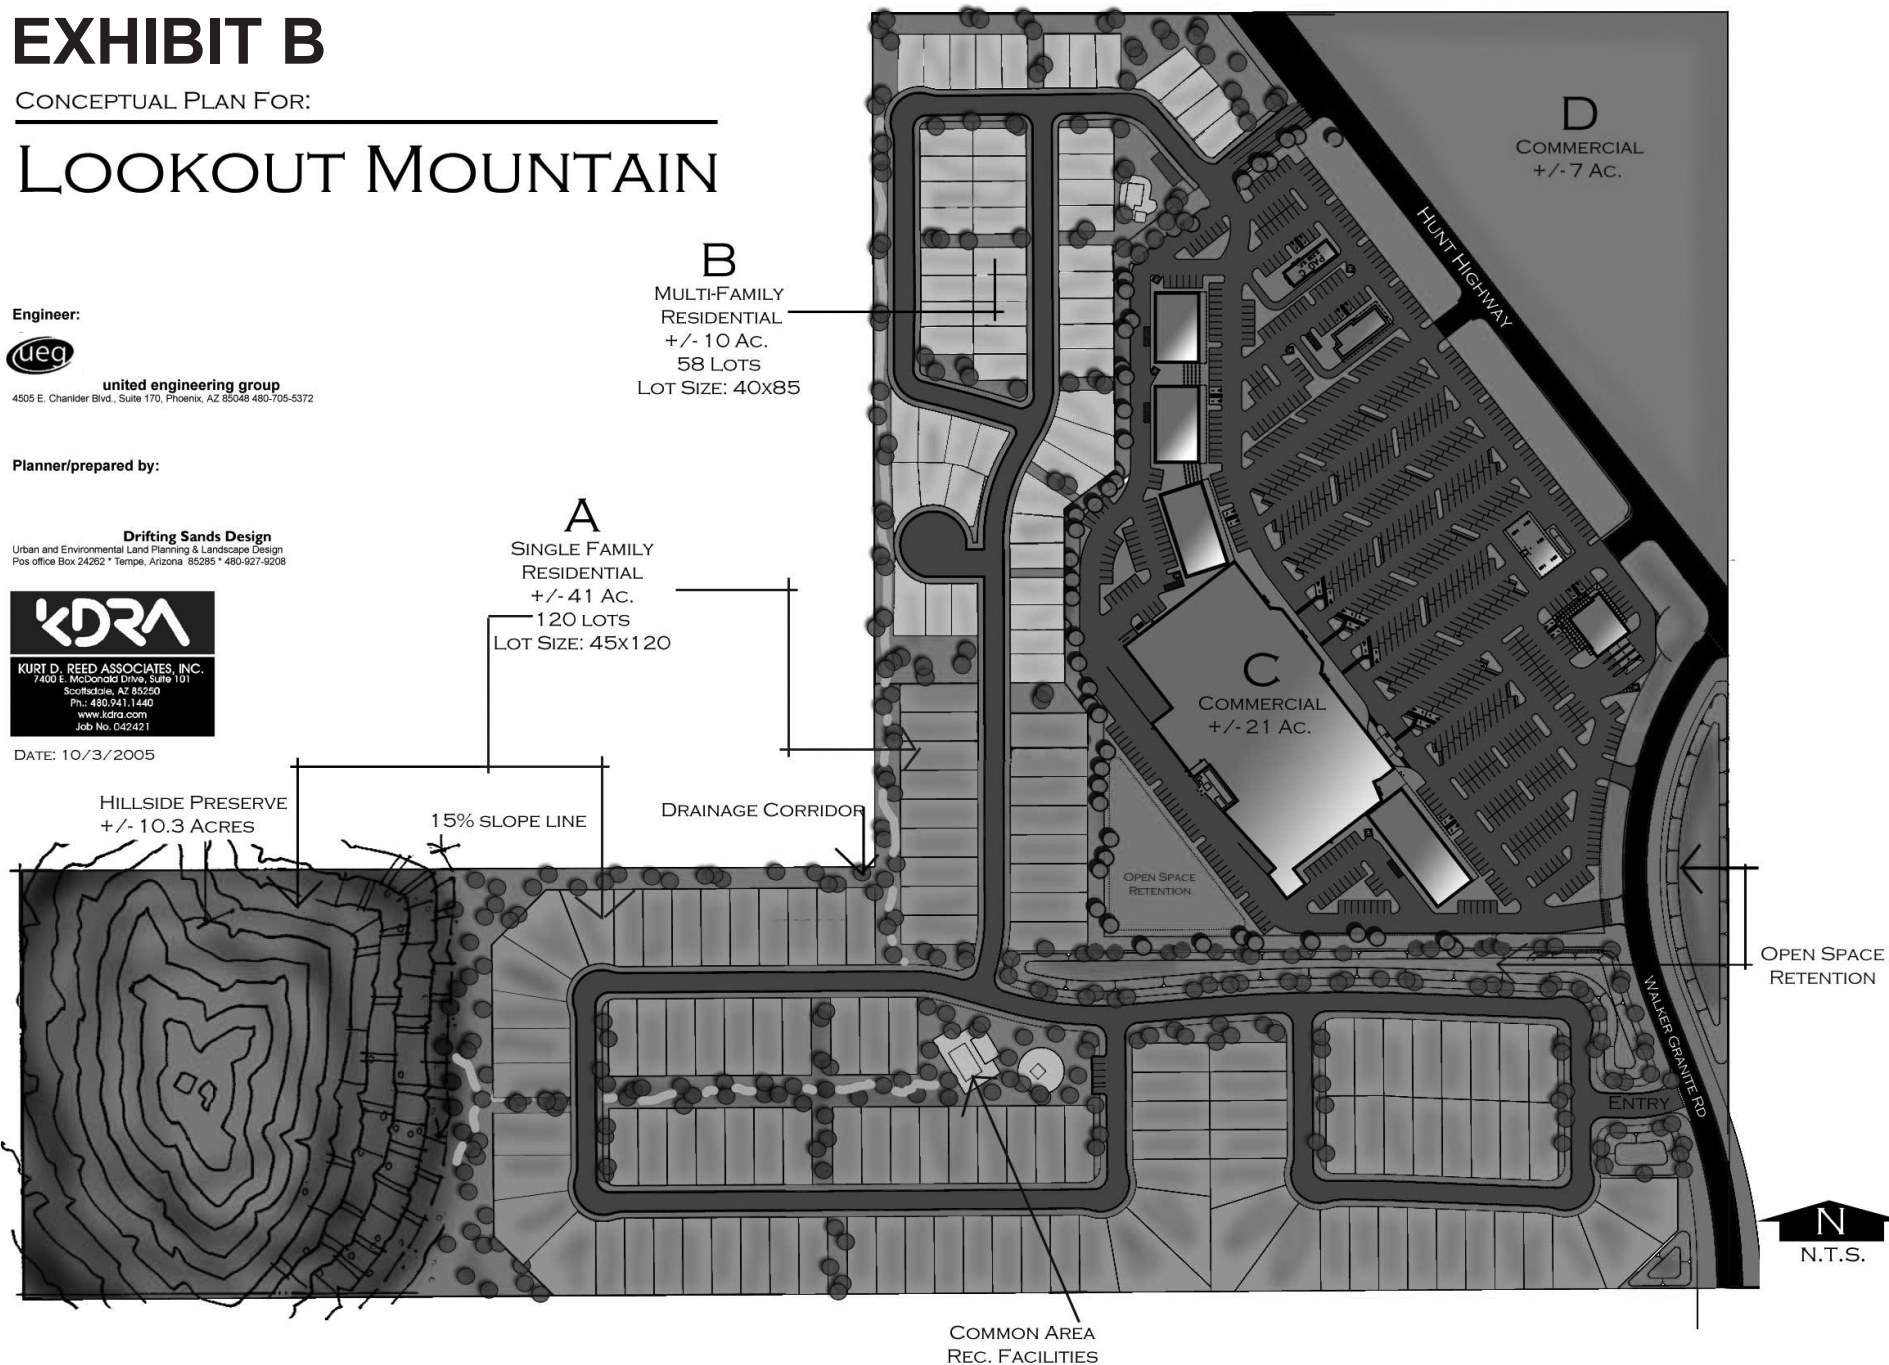 EXHIBIT B
CONCEPTUAL PLAN FOR:
LOOKOUT MOUNTAIN
Engineer:
ueg
united engineering group
4505 E. Chanlder Blvd., Suite 170, Phoenix, AZ 85048 480-705-5372
Planner/prepared by:
Drifting Sands Design
Urban and Environmental Land Planning & Landscape Design
Pos office Box 24262 * Tempe, Arizona 85285 * 480-927-9208
KDRA
KURT D. REED ASSOCIATES, INC.
7400 E. McDonald Drive, Suite 101
Scottsdale, AZ 85250
Ph.: 480.941.1440
www.kdra.com
Job No. 042421
DATE: 10/3/2005
B
MULTI-FAMILY
RESIDENTIAL
+/- 10 AC.
58 LOTS
LOT SIZE: 40X85
A
SINGLE FAMILY
RESIDENTIAL
+/- 41 AC.
120 LOTS
LOT SIZE: 45X120
HILLSIDE PRESERVE
+/- 10.3 ACRES
15% SLOPE LINE
DRAINAGE CORRIDOR
D
COMMERCIAL
+/- 7 AC.
HUNT HIGHWAY
PAD C
C
COMMERCIAL
+/- 21 AC.
OPEN SPACE
RETENTION
OPEN SPACE
RETENTION
WALKER GRANITE RD
ENTRY
N
N.T.S.
COMMON AREA
REC. FACILITIES